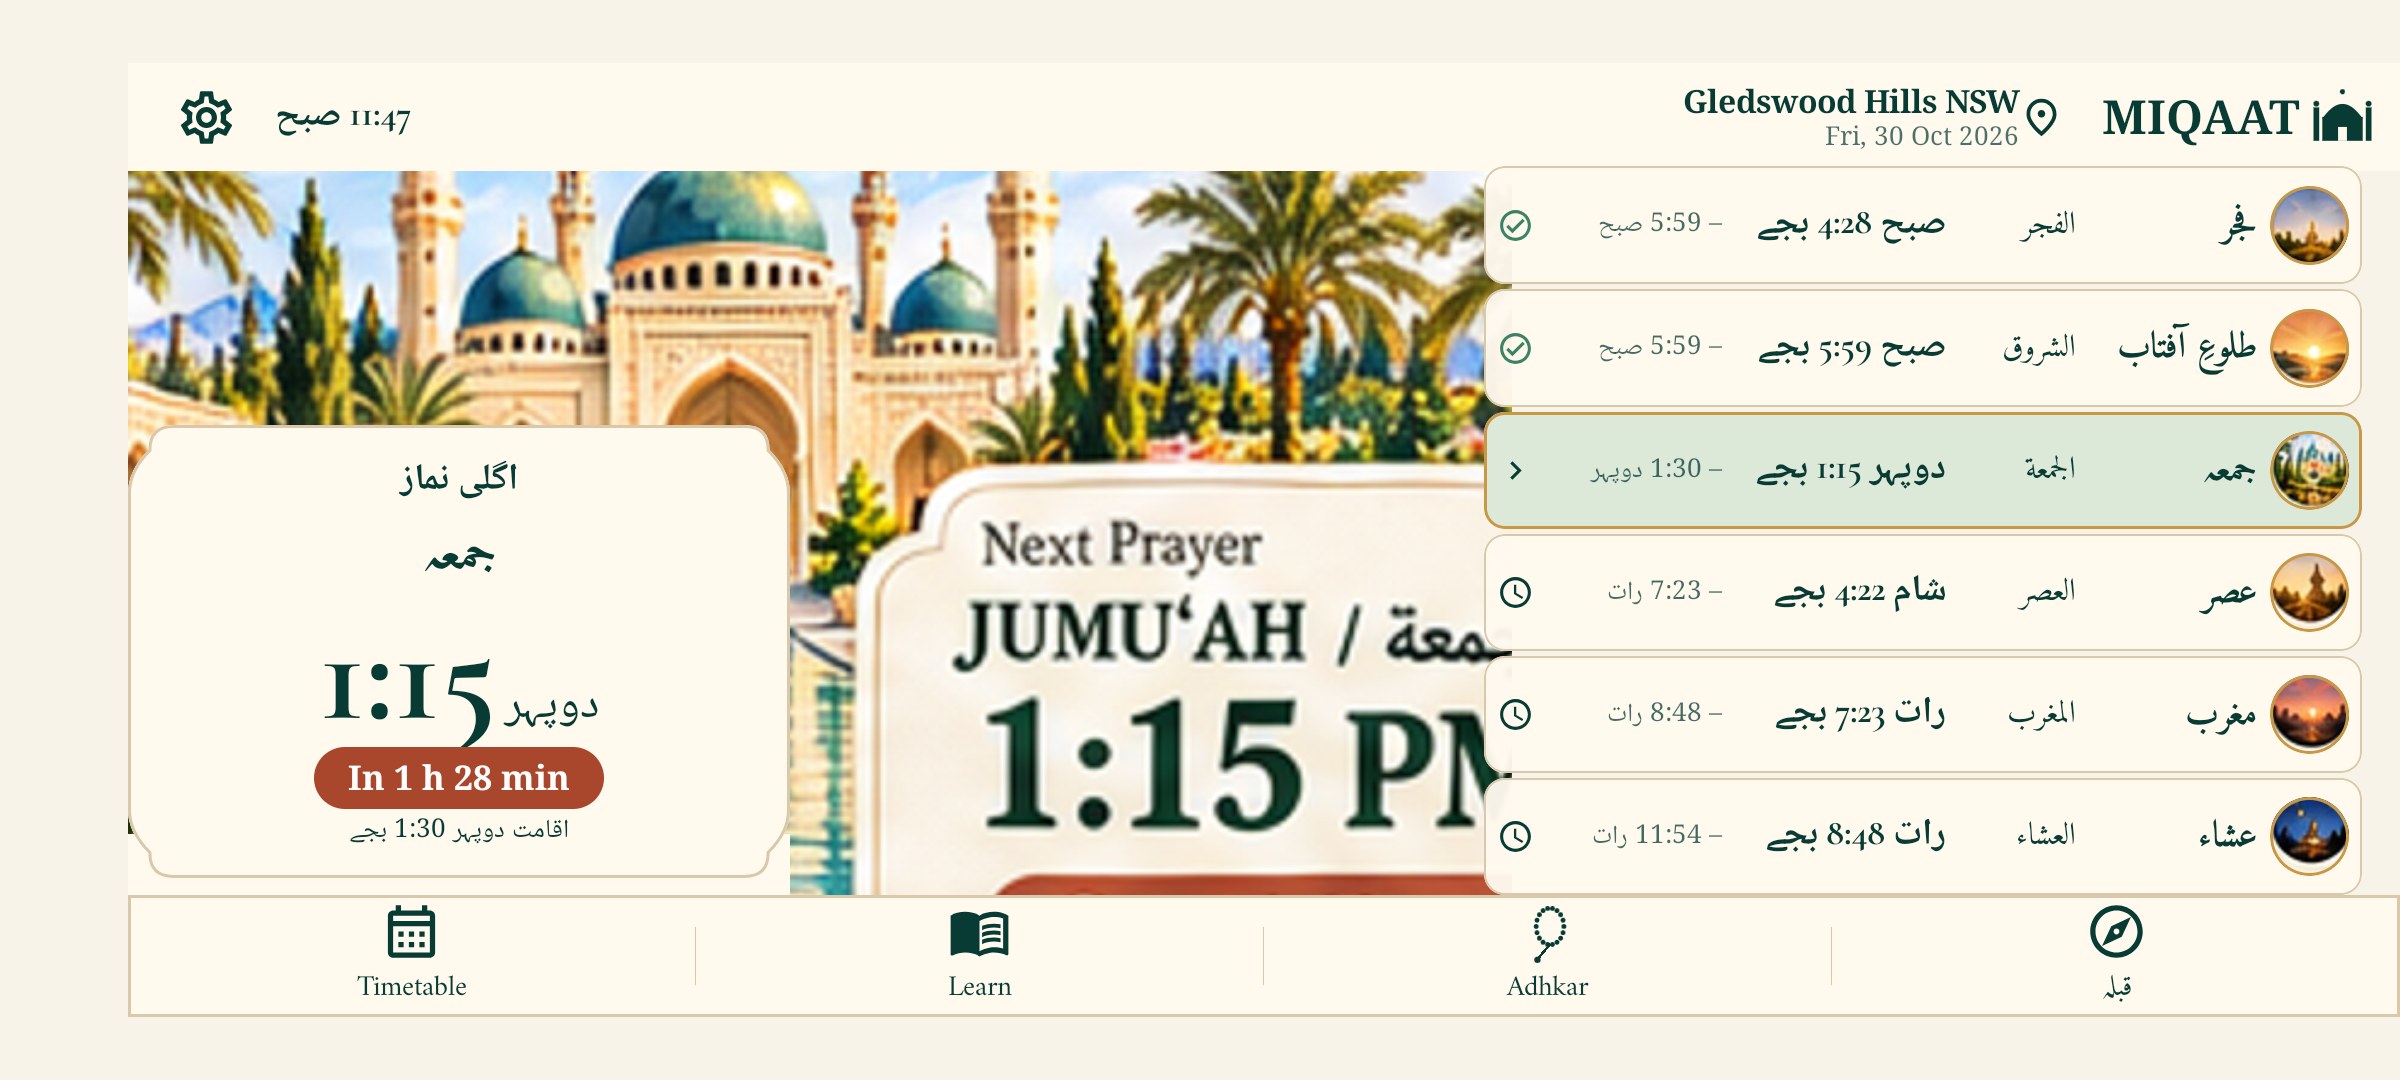 MIQAAT
Gledswood Hills NSW
Fri, 30 Oct 2026
11:47 صبح
فجر الفجر صبح 4:28 بجے – 5:59 صبح
طلوعِ آفتاب الشروق صبح 5:59 بجے – 5:59 صبح
جمعہ الجمعة دوپہر 1:15 بجے – 1:30 دوپہر
عصر العصر شام 4:22 بجے – 7:23 رات
مغرب المغرب رات 7:23 بجے – 8:48 رات
عشاء العشاء رات 8:48 بجے – 11:54 رات
Next Prayer
JUMU‘AH / معة
1:15 PM
اگلی نماز
جمعہ
1:15 دوپہر
In 1 h 28 min
اقامت دوپہر 1:30 بجے
قبلہ
Adhkar
Learn
Timetable